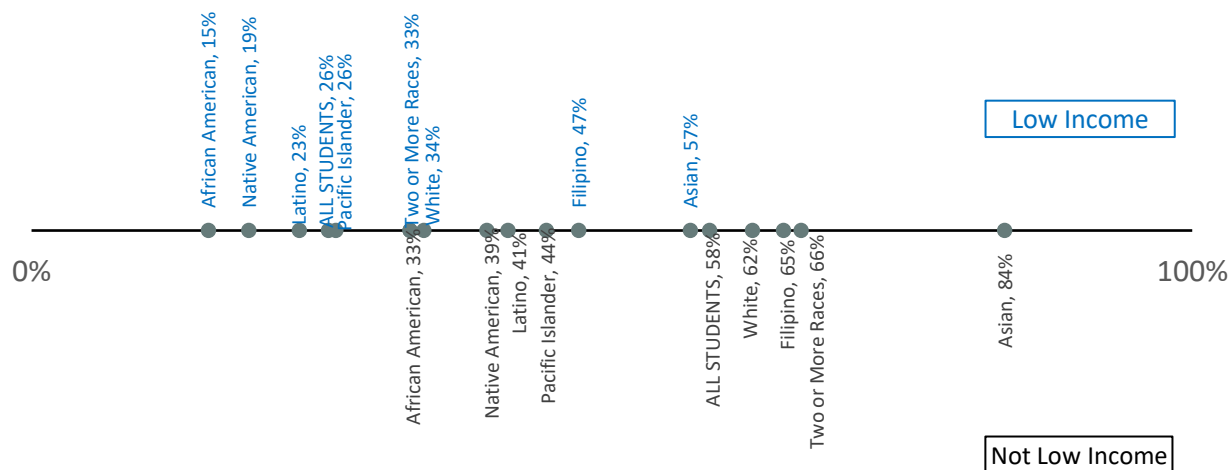 African American, 15%
Native American, 19%
Latino, 23%
ALL STUDENTS, 26%
Pacific Islander, 26%
Two or More Races, 33%
White, 34%
Filipino, 47%
Asian, 57%
Low Income
0%
100%
African American, 33%
Native American, 39%
Latino, 41%
Pacific Islander, 44%
ALL STUDENTS, 58%
White, 62%
Filipino, 65%
Two or More Races, 66%
Asian, 84%
Not Low Income